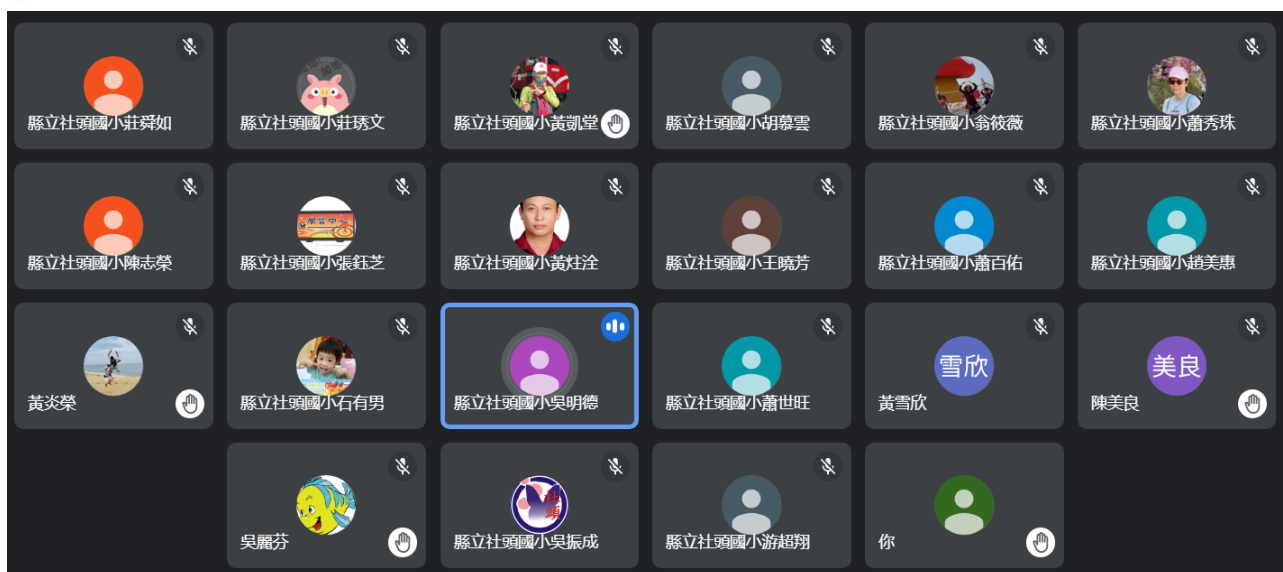 縣立社頭國小莊舜如
縣立社頭國小莊琇文
縣立社頭國小黃凱堂
縣立社頭國小胡慕雲
縣立社頭國小翁筱薇
縣立社頭國小蕭秀珠
縣立社頭國小陳志榮
縣立社頭國小張鈺芝
縣立社頭國小黃炷淦
縣立社頭國小王曉芳
縣立社頭國小蕭百佑
縣立社頭國小趙美惠
黃炎榮
縣立社頭國小石有男
縣立社頭國小吳明德
縣立社頭國小蕭世旺
雪欣
黃雪欣
美良
陳美良
吳麗芬
社頭
縣立社頭國小吳振成
縣立社頭國小游超翔
你